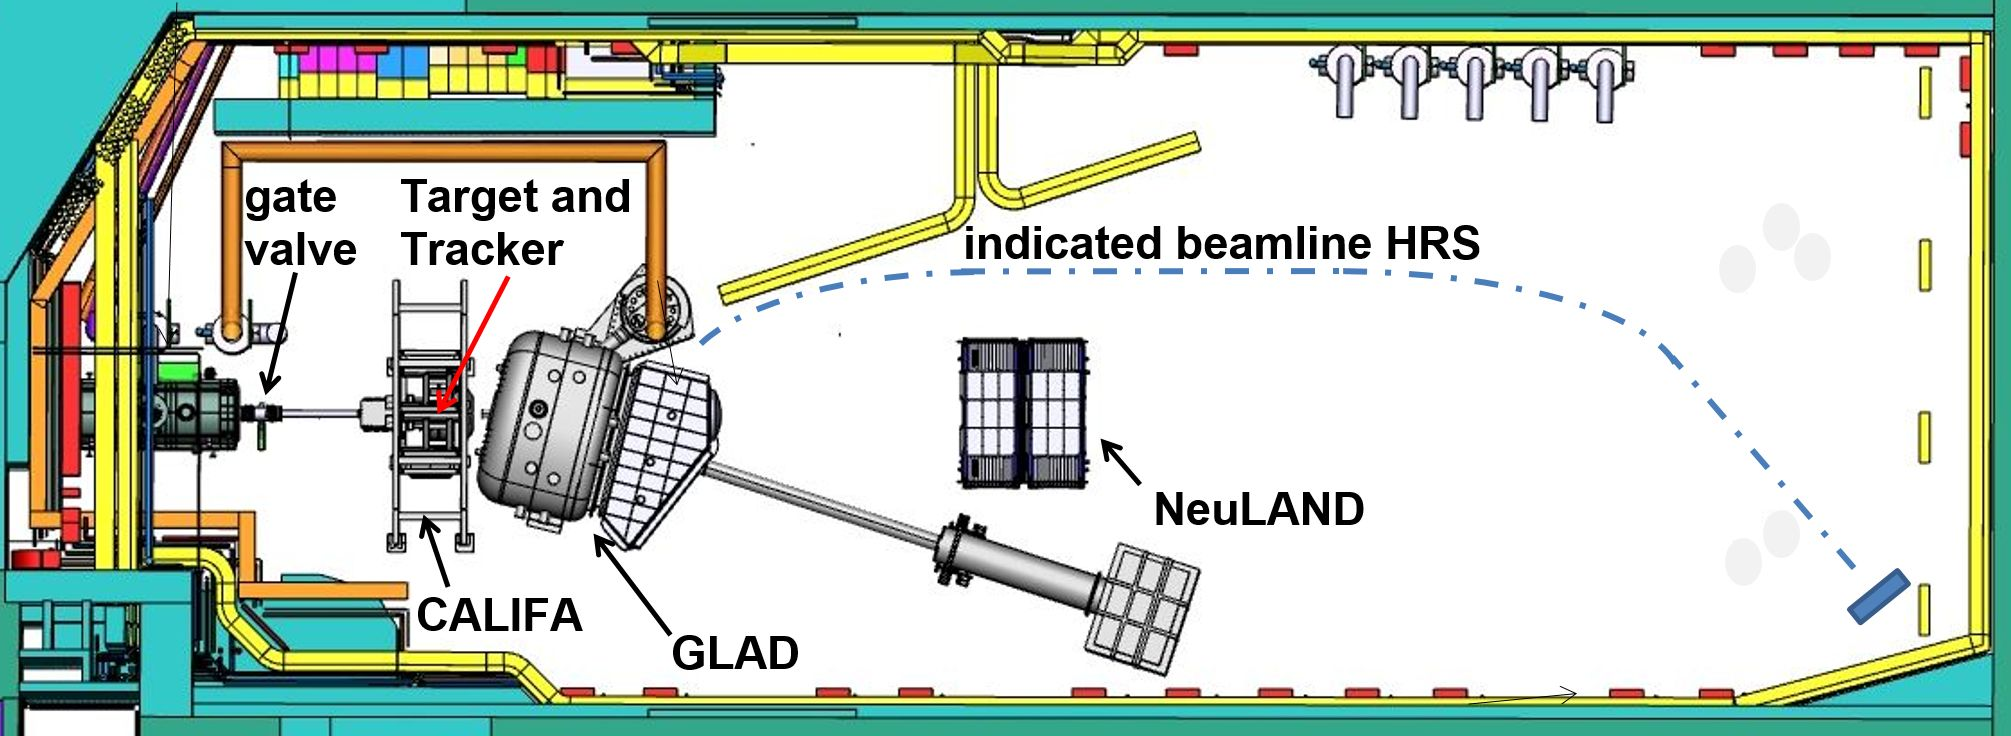 gate
valve
Target and
Tracker
indicated beamline HRS
NeuLAND
CALIFA
GLAD